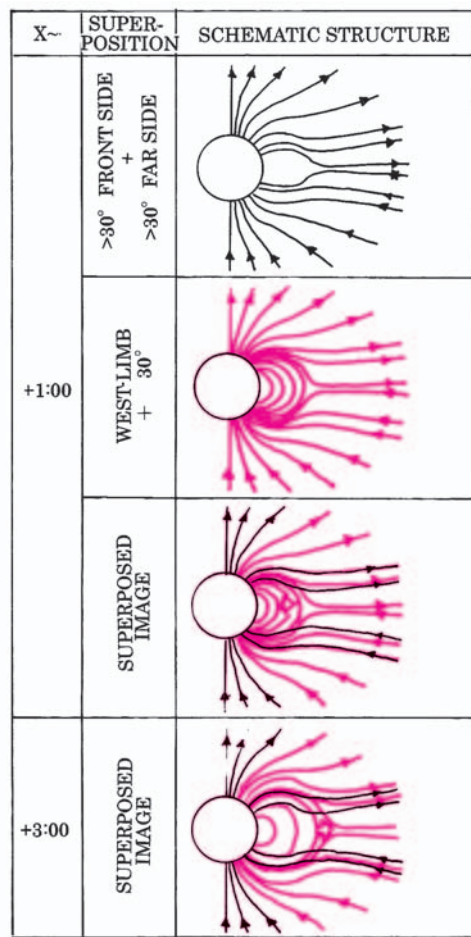 X~
SUPER-
POSITION
SCHEMATIC STRUCTURE
>30° FRONT SIDE
+
>30° FAR SIDE
+1:00
WEST-LIMB
+ 30°
SUPERPOSED
IMAGE
+3:00
SUPERPOSED
IMAGE